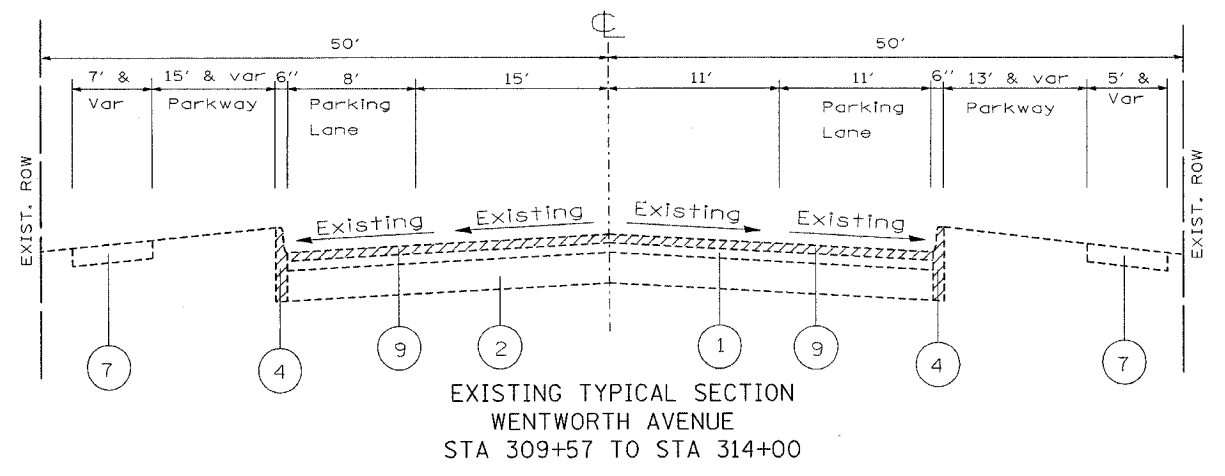 ℄
50' 50'
7' & Var 15' & var Parkway 6" 8' Parking Lane 15' 11' 11' Parking Lane 6" 13' & var Parkway 5' & Var
EXIST. ROW
Existing Existing Existing Existing
EXIST. ROW
7 4 9 2 1 9 4 7
EXISTING TYPICAL SECTION
WENTWORTH AVENUE
STA 309+57 TO STA 314+00